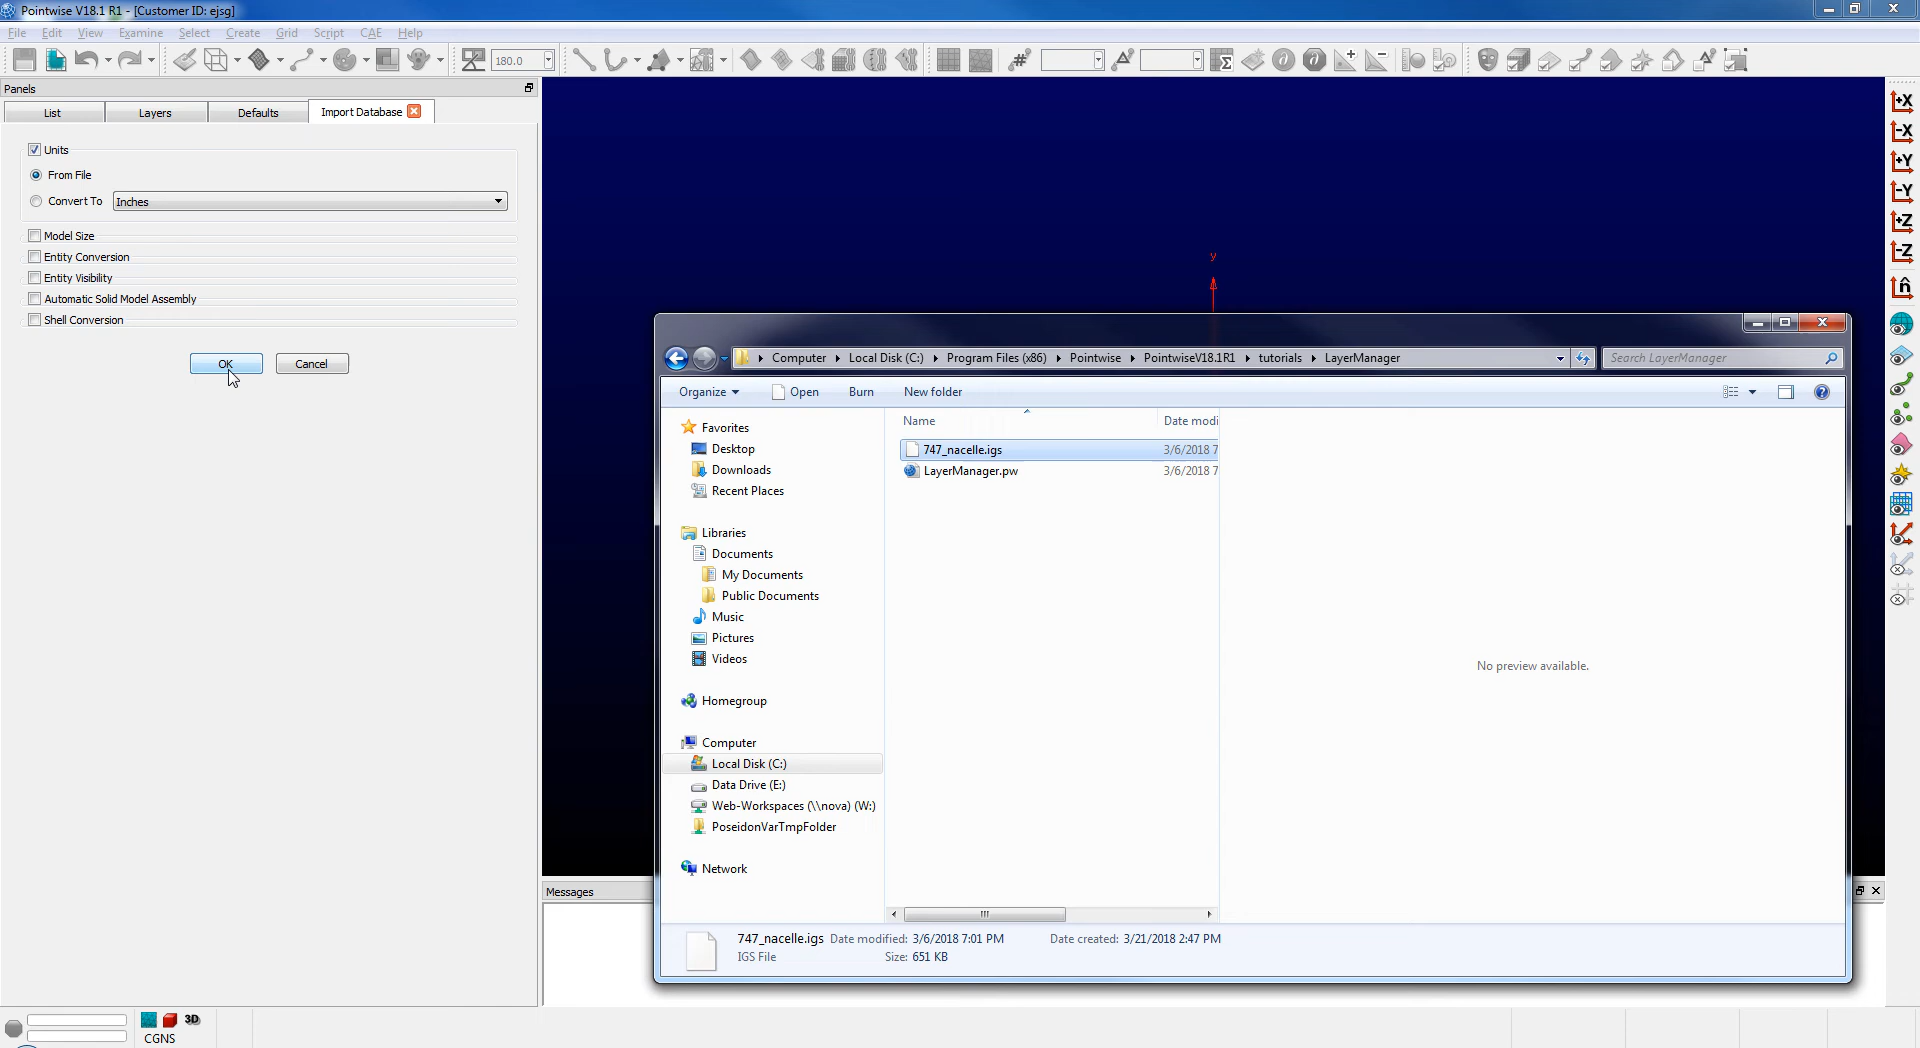 Pointwise V18.1 R1 - [Customer ID: ejsg]
File Edit View Examine Select Create Grid Script CAE Help
180.0
Panels
List Layers Defaults Import Database
Units
From File
Convert To Inches
Model Size
Entity Conversion
Entity Visibility
Automatic Solid Model Assembly
Shell Conversion
OK Cancel
y
+X
-X
+Y
-Y
+Z
-Z
n
Computer Local Disk (C:) Program Files (x86) Pointwise PointwiseV18.1R1 tutorials LayerManager
Search LayerManager
Organize Open Burn New folder
Favorites
Desktop
Downloads
Recent Places
Libraries
Documents
My Documents
Public Documents
Music
Pictures
Videos
Homegroup
Computer
Local Disk (C:)
Data Drive (E:)
Web-Workspaces (\\nova) (W:)
PoseidonVarTmpFolder
Network
Name Date modi
747_nacelle.igs 3/6/2018 7
LayerManager.pw 3/6/2018 7
No preview available.
747_nacelle.igs Date modified: 3/6/2018 7:01 PM Date created: 3/21/2018 2:47 PM
IGS File Size: 651 KB
Messages
3D
CGNS